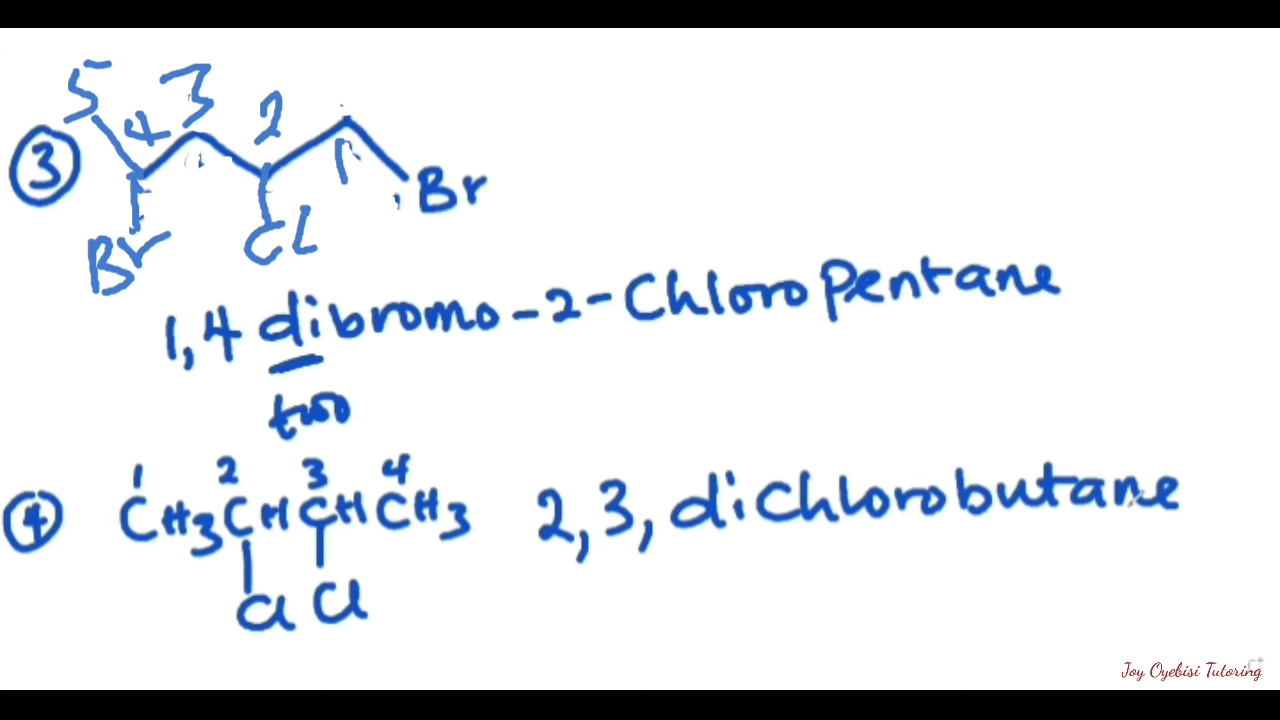 5 4 3 2 1
③ Br
Br Cl
1,4 dibromo-2-Chloropentane
two
1 2 3 4
④ CH3CHCHCH3 2,3, dichlorobutane
Cl Cl
Joy Oyebisi Tutoring